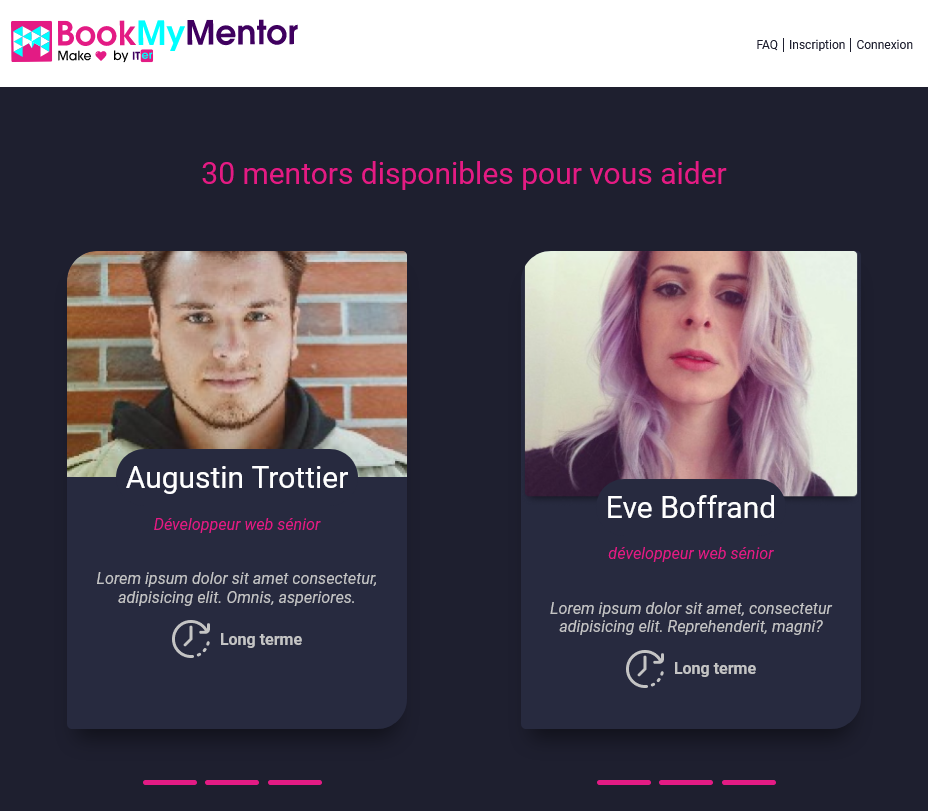 BookMyMentor
Make by ITer
FAQ | Inscription | Connexion
30 mentors disponibles pour vous aider
Augustin Trottier
Développeur web sénior
Lorem ipsum dolor sit amet consectetur,
adipisicing elit. Omnis, asperiores.
Long terme
Eve Boffrand
développeur web sénior
Lorem ipsum dolor sit amet, consectetur
adipisicing elit. Reprehenderit, magni?
Long terme